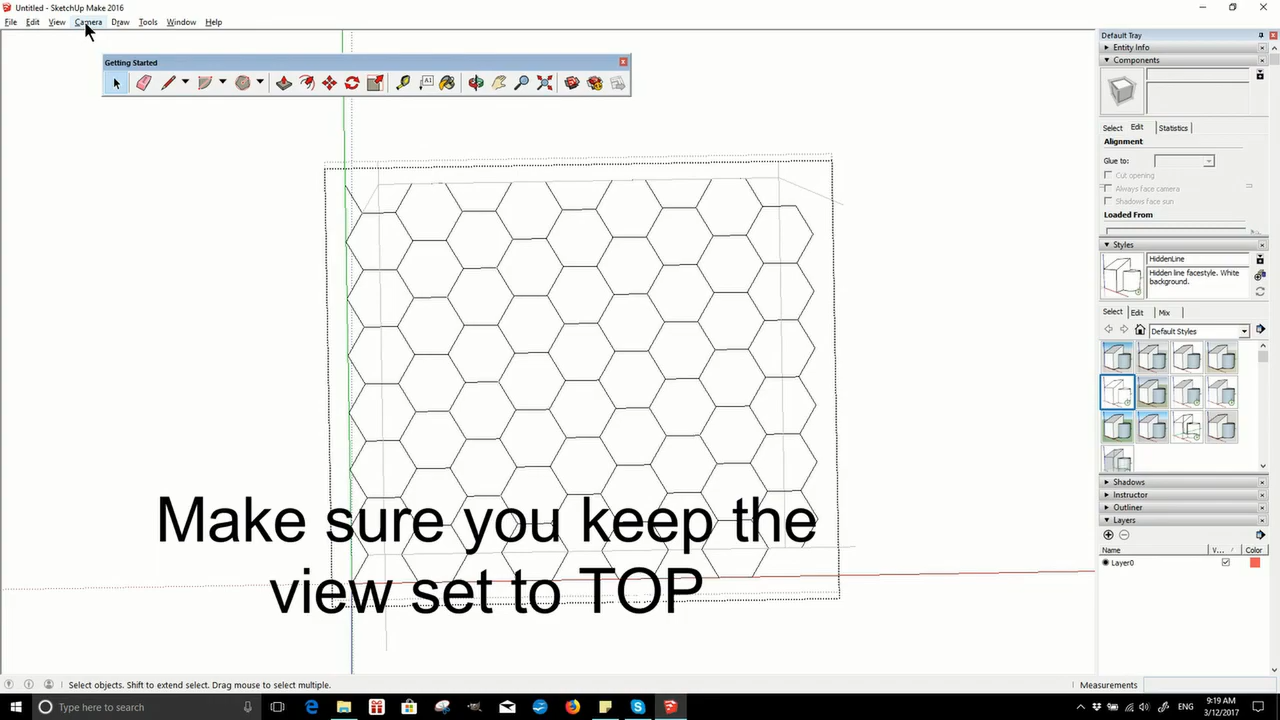 Untitled - SketchUp Make 2016
File Edit View Camera Draw Tools Window Help
Default Tray
Entity Info
Components
Getting Started
A1
Select Edit Statistics
Alignment
Glue to:
Cut opening
Always face camera
Shadows face sun
Loaded From
Styles
HiddenLine
Hidden line facestyle. White
background.
Select Edit Mix
Default Styles
Shadows
Instructor
Outliner
Layers
Name V... Color
Layer0
Make sure you keep the
view set to TOP
Select objects. Shift to extend select. Drag mouse to select multiple.
Measurements
Type here to search
ENG
9:19 AM
3/12/2017